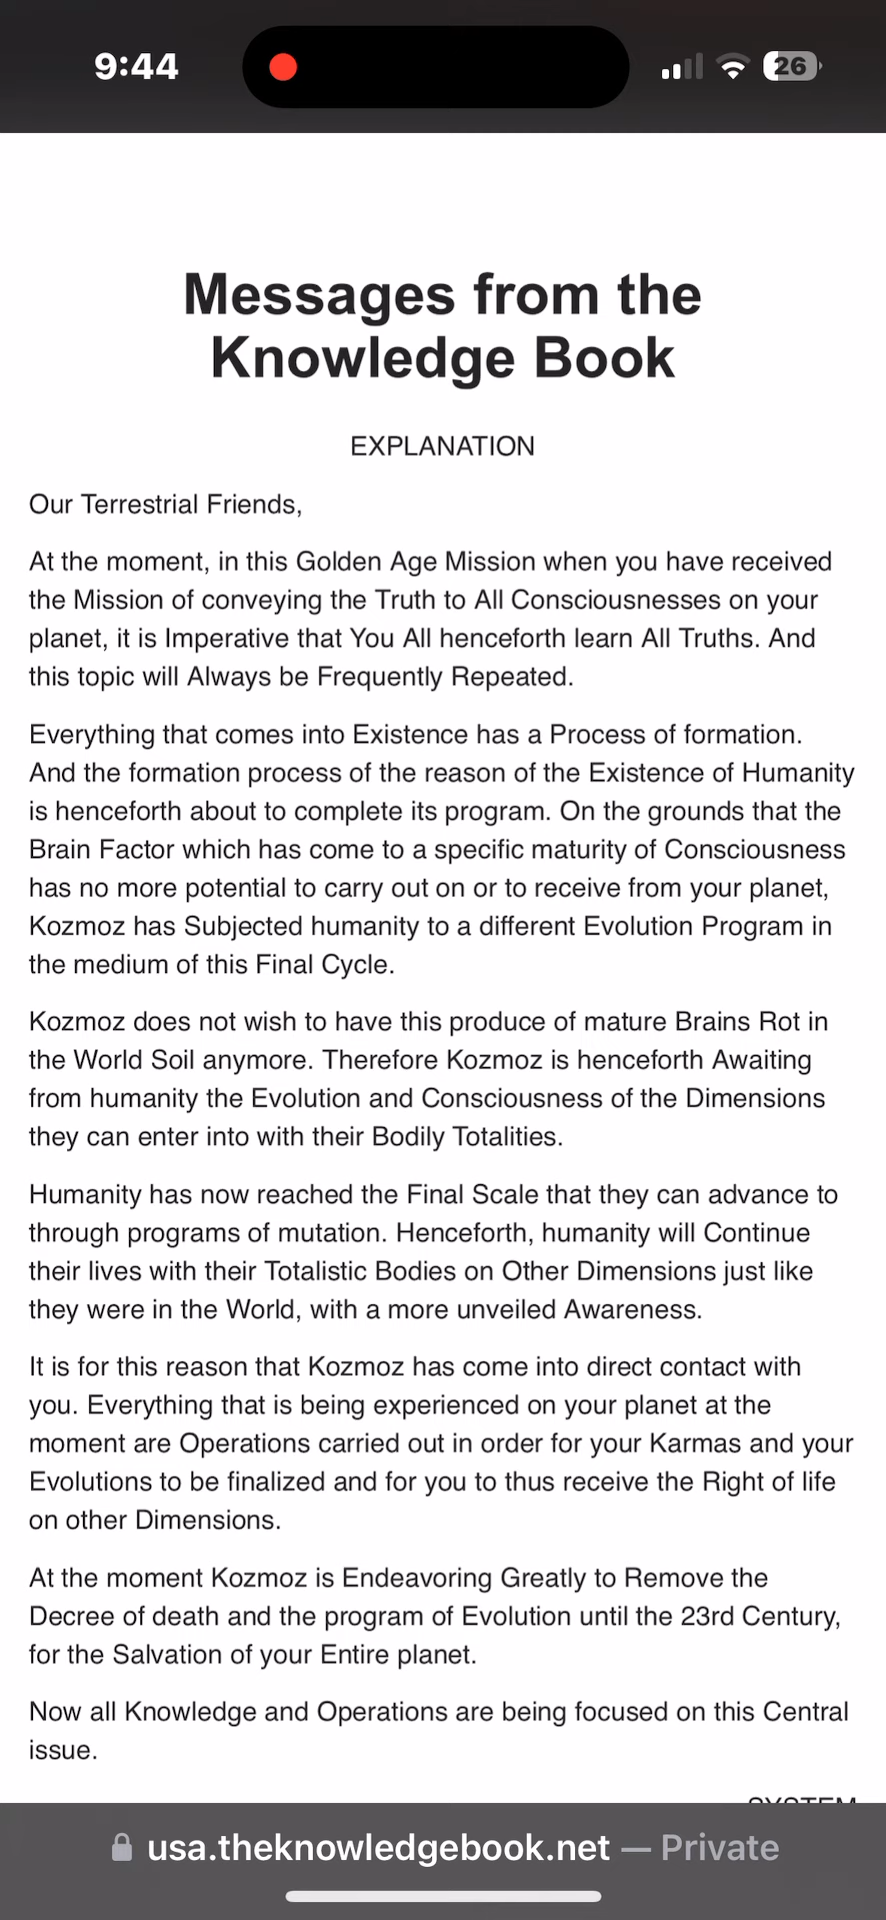 9:44
26
Messages from the
Knowledge Book
EXPLANATION
Our Terrestrial Friends,
At the moment, in this Golden Age Mission when you have received
the Mission of conveying the Truth to All Consciousnesses on your
planet, it is Imperative that You All henceforth learn All Truths. And
this topic will Always be Frequently Repeated.
Everything that comes into Existence has a Process of formation.
And the formation process of the reason of the Existence of Humanity
is henceforth about to complete its program. On the grounds that the
Brain Factor which has come to a specific maturity of Consciousness
has no more potential to carry out on or to receive from your planet,
Kozmoz has Subjected humanity to a different Evolution Program in
the medium of this Final Cycle.
Kozmoz does not wish to have this produce of mature Brains Rot in
the World Soil anymore. Therefore Kozmoz is henceforth Awaiting
from humanity the Evolution and Consciousness of the Dimensions
they can enter into with their Bodily Totalities.
Humanity has now reached the Final Scale that they can advance to
through programs of mutation. Henceforth, humanity will Continue
their lives with their Totalistic Bodies on Other Dimensions just like
they were in the World, with a more unveiled Awareness.
It is for this reason that Kozmoz has come into direct contact with
you. Everything that is being experienced on your planet at the
moment are Operations carried out in order for your Karmas and your
Evolutions to be finalized and for you to thus receive the Right of life
on other Dimensions.
At the moment Kozmoz is Endeavoring Greatly to Remove the
Decree of death and the program of Evolution until the 23rd Century,
for the Salvation of your Entire planet.
Now all Knowledge and Operations are being focused on this Central
issue.
SYSTEM
usa.theknowledgebook.net — Private